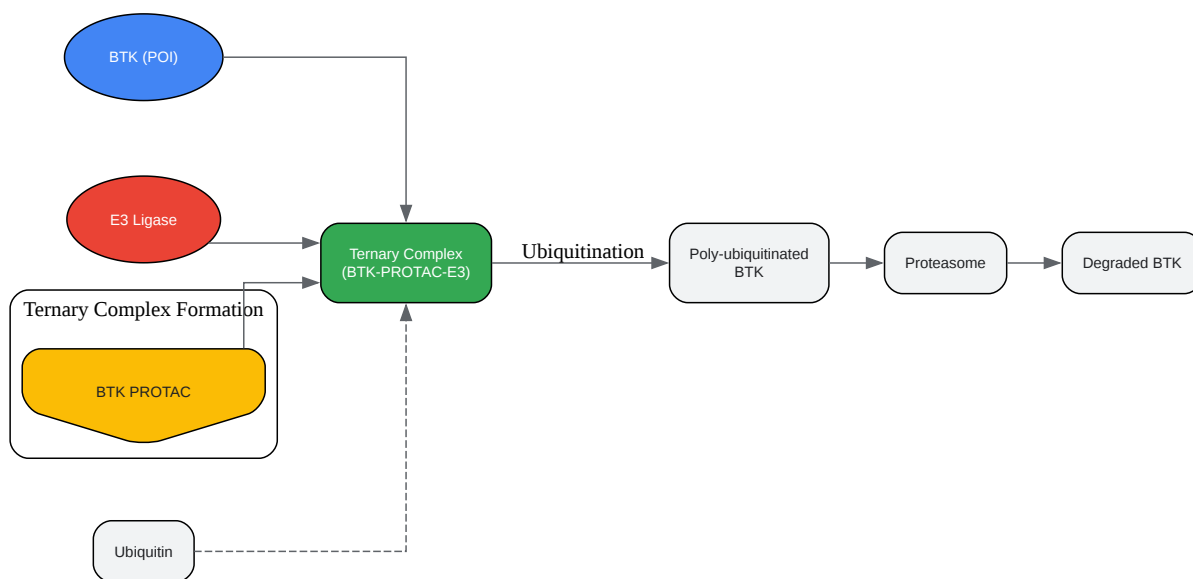 BTK (POI)
E3 Ligase
Ternary Complex
(BTK-PROTAC-E3)
Ubiquitination
Poly-ubiquitinated
BTK
Proteasome
Degraded BTK
Ternary Complex Formation
BTK PROTAC
Ubiquitin